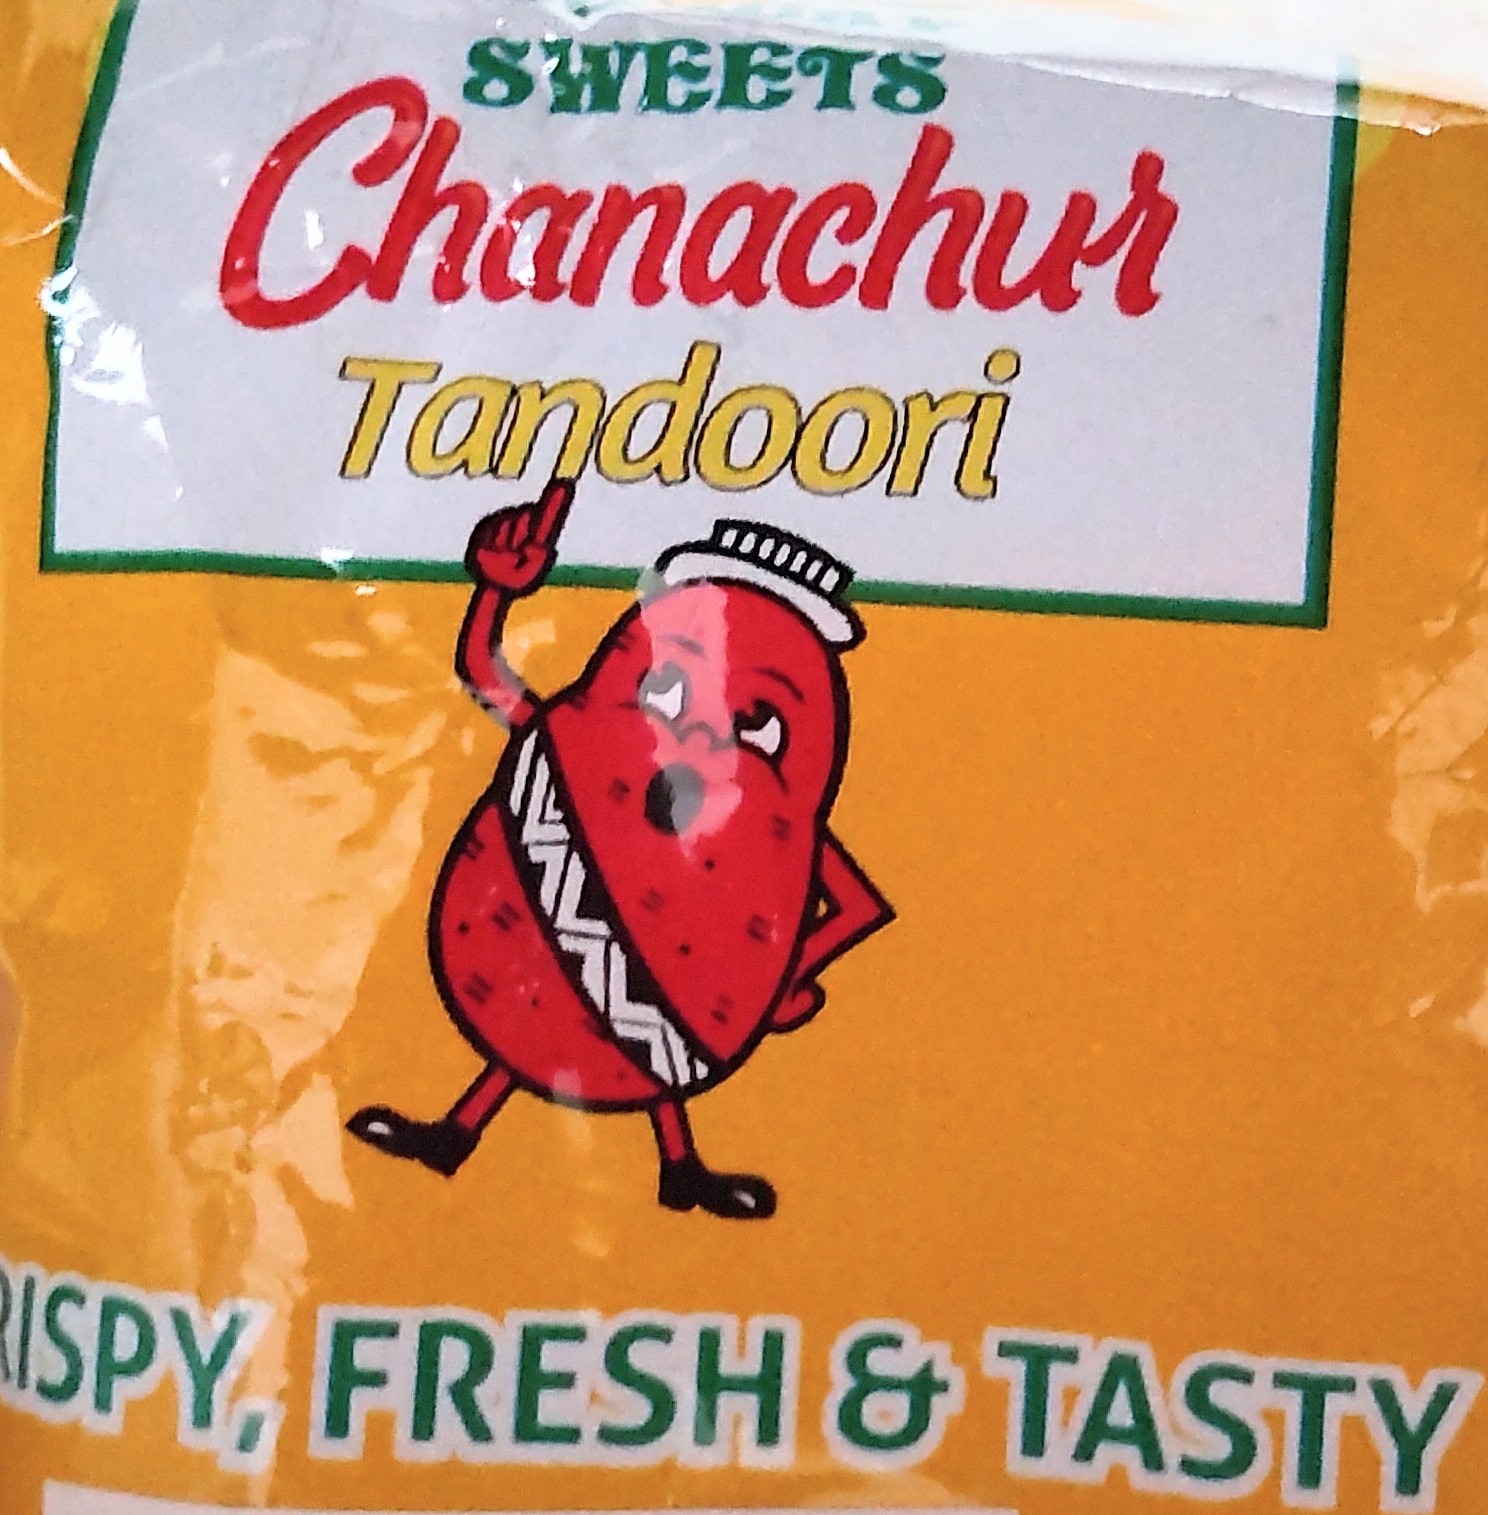 SWEETS
Chanachur
Tandoori
RISPY, FRESH & TASTY